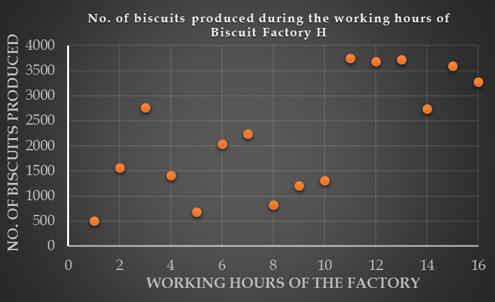 No. of biscuits produced during the working hours of
Biscuit Factory H
NO. OF BISCUITS PRODUCED
4000
3500
3000
2500
2000
1500
1000
500
0
0 2 4 6 8 10 12 14 16
WORKING HOURS OF THE FACTORY